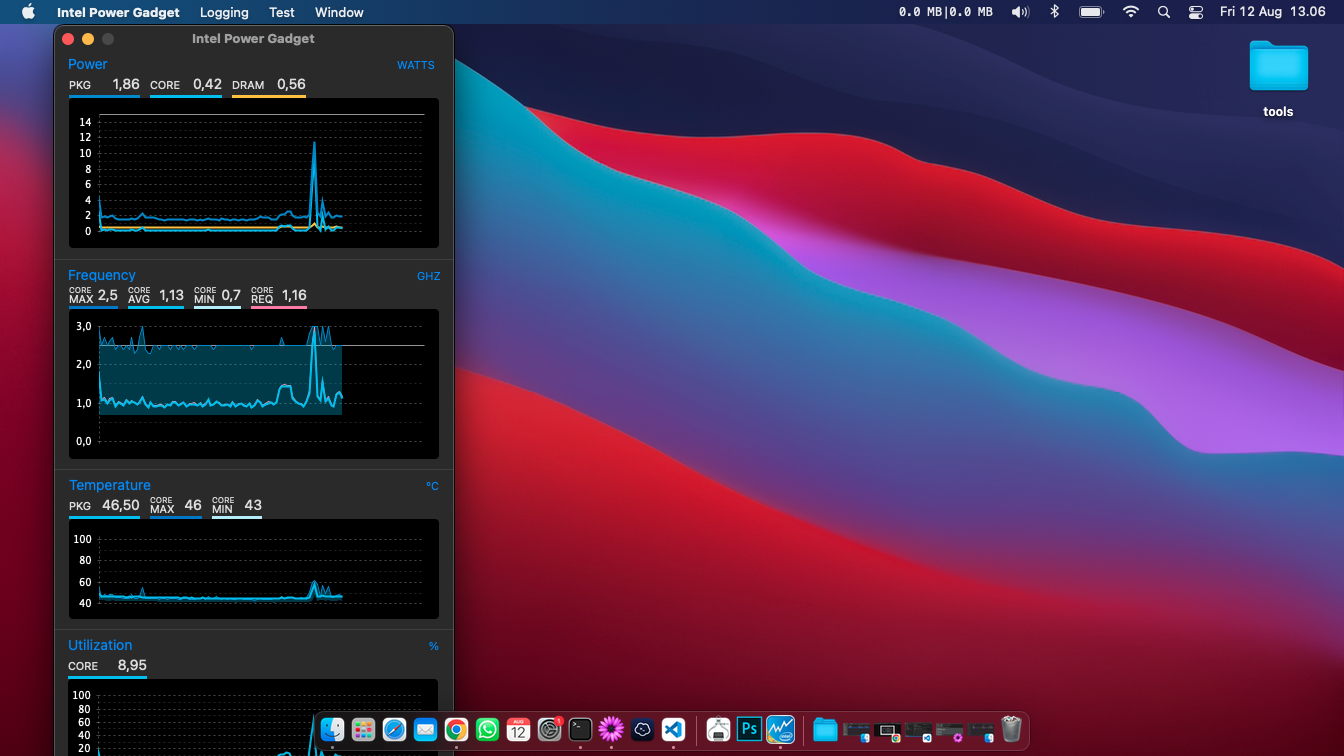 Intel Power Gadget Logging Test Window 0.0 MB|0.0 MB Fri 12 Aug 13.06
Intel Power Gadget
Power WATTS
PKG 1,86 CORE 0,42 DRAM 0,56
14
12
10
8
6
4
2
0
Frequency GHZ
CORE MAX 2,5 CORE AVG 1,13 CORE MIN 0,7 CORE REQ 1,16
3,0
2,0
1,0
0,0
Temperature °C
PKG 46,50 CORE MAX 46 CORE MIN 43
100
80
60
40
Utilization %
CORE 8,95
100
80
60
40
20
tools
AUG
12
1
Ps